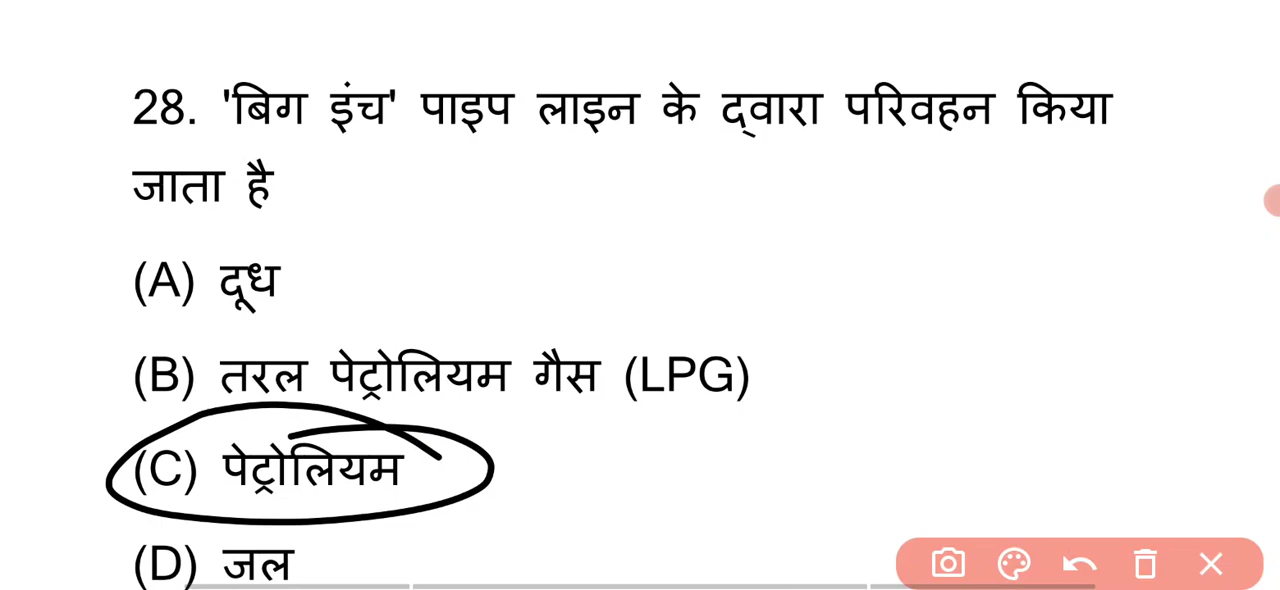 28. 'बिग इंच' पाइप लाइन के द्वारा परिवहन किया
जाता है
(A) दूध
(B) तरल पेट्रोलियम गैस (LPG)
(C) पेट्रोलियम
(D) जल